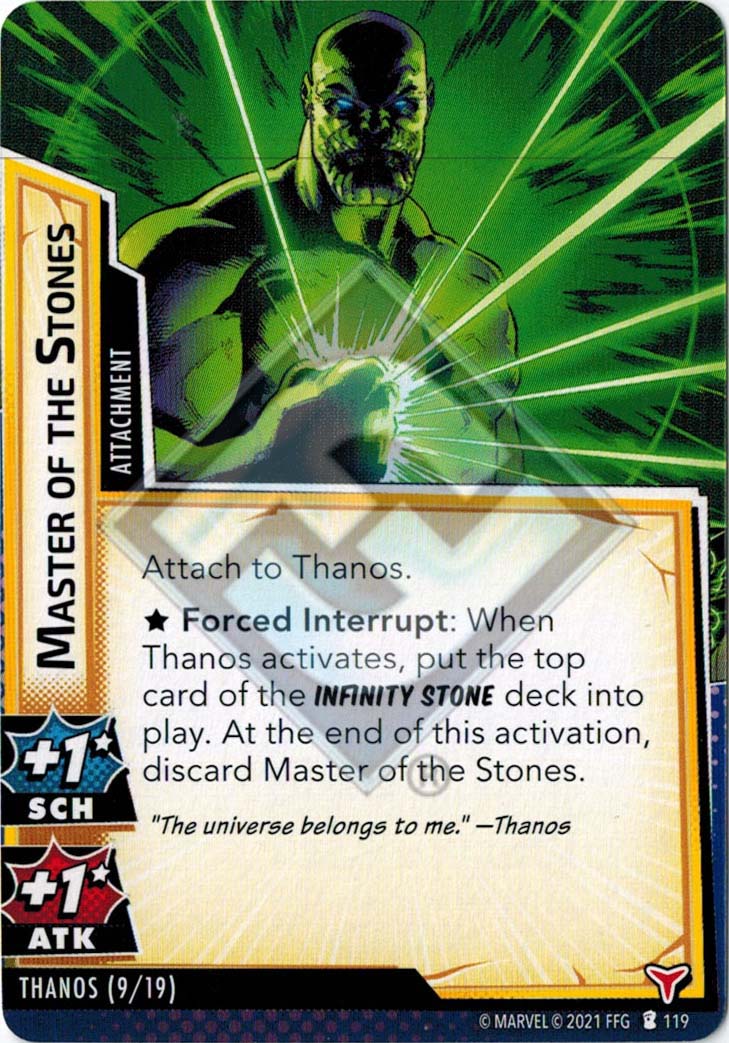 MASTER OF THE STONES
ATTACHMENT
Attach to Thanos.
★ Forced Interrupt: When
Thanos activates, put the top
card of the INFINITY STONE deck into
play. At the end of this activation,
discard Master of the Stones.
"The universe belongs to me." —Thanos
+1★
SCH
+1★
ATK
THANOS (9/19)
© MARVEL © 2021 FFG 119
®